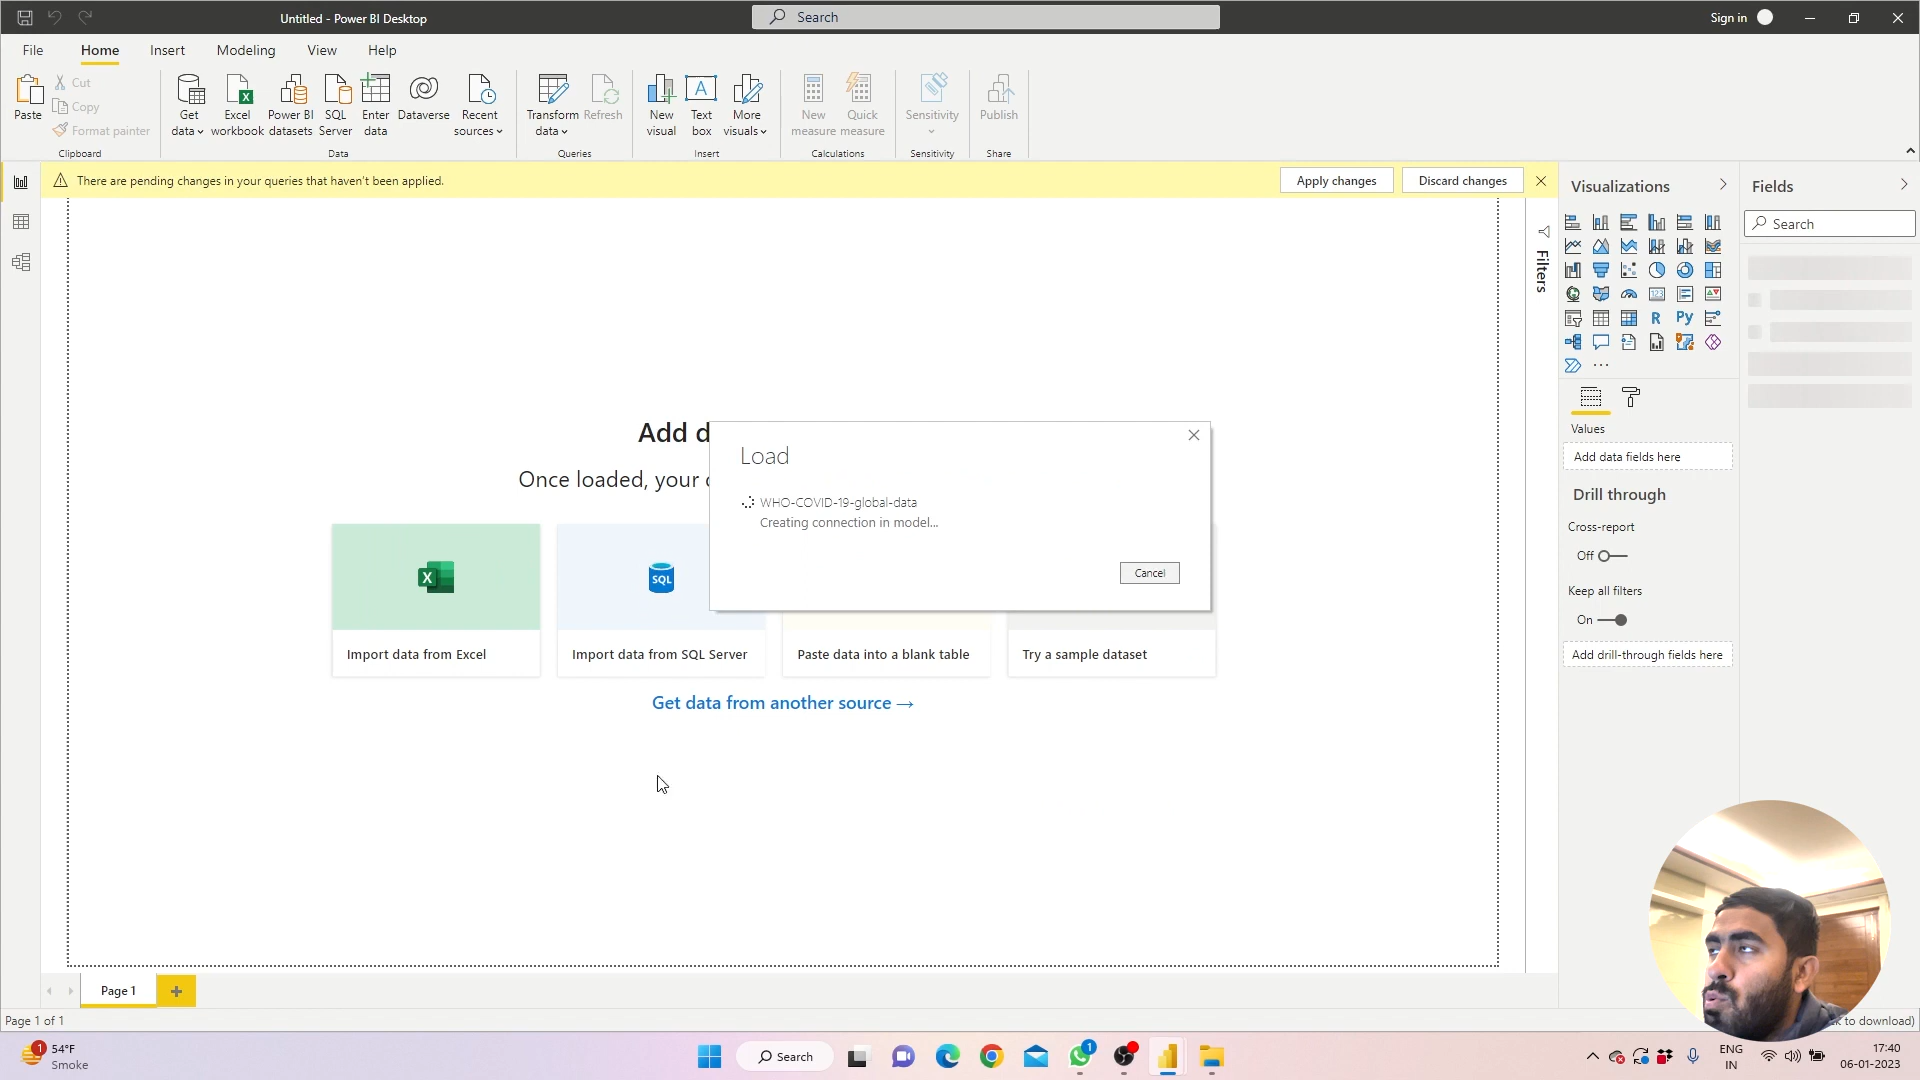 Untitled - Power BI Desktop
Search
Sign in
File
Home
Insert
Modeling
View
Help
Paste
Cut
Copy
Format painter
Clipboard
Get data
Excel workbook
Power BI datasets
SQL Server
Enter data
Dataverse
Recent sources
Data
Transform data
Refresh
Queries
New visual
Text box
More visuals
Insert
New measure
Quick measure
Calculations
Sensitivity
Sensitivity
Publish
Share
There are pending changes in your queries that haven't been applied.
Apply changes
Discard changes
Filters
Visualizations
R
Py
Values
Add data fields here
Drill through
Cross-report
Off
Keep all filters
On
Add drill-through fields here
Fields
Search
Add d
Once loaded, your
Load
WHO-COVID-19-global-data
Creating connection in model...
Cancel
SQL
Import data from Excel
Import data from SQL Server
Paste data into a blank table
Try a sample dataset
Get data from another source →
Page 1
Page 1 of 1
to download)
1
54°F
Smoke
Search
1
ENG
IN
17:40
06-01-2023